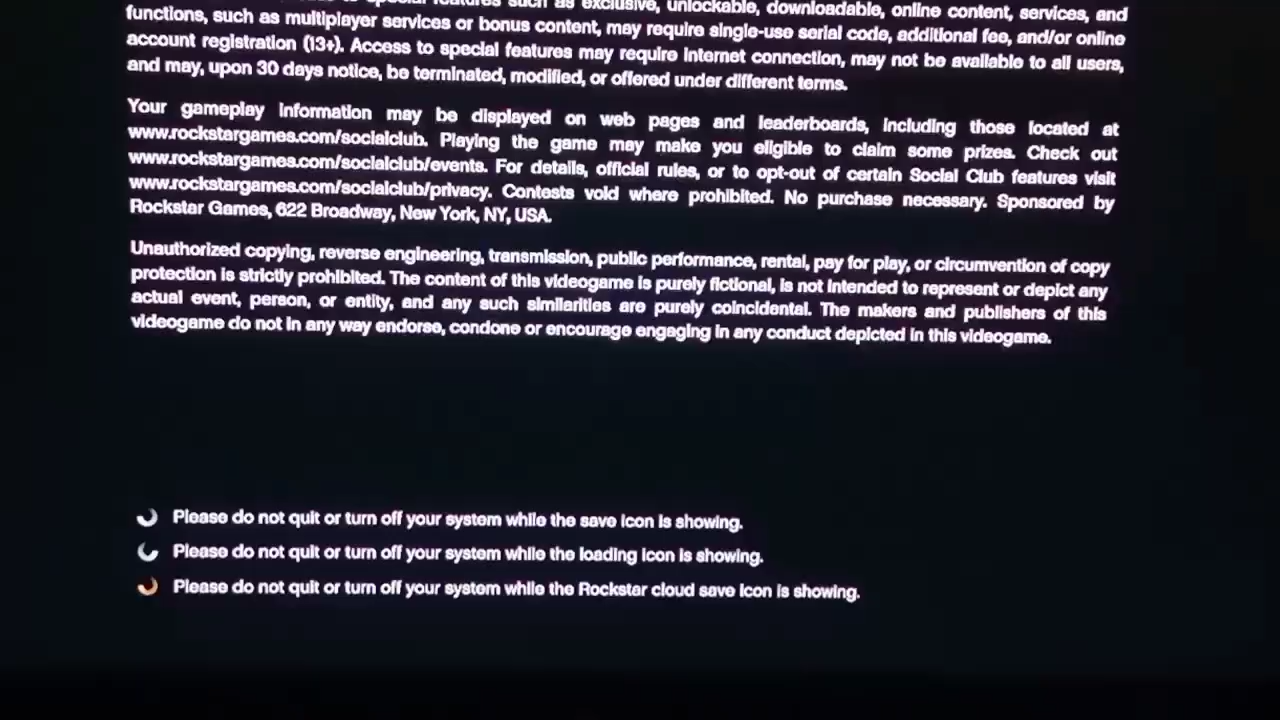 special features such as exclusive, unlockable, downloadable, online content, services, and
functions, such as multiplayer services or bonus content, may require single-use serial code, additional fee, and/or online
account registration (13+). Access to special features may require internet connection, may not be available to all users,
and may, upon 30 days notice, be terminated, modified, or offered under different terms.
Your gameplay information may be displayed on web pages and leaderboards, including those located at
www.rockstargames.com/socialclub. Playing the game may make you eligible to claim some prizes. Check out
www.rockstargames.com/socialclub/events. For details, official rules, or to opt-out of certain Social Club features visit
www.rockstargames.com/socialclub/privacy. Contests void where prohibited. No purchase necessary. Sponsored by
Rockstar Games, 622 Broadway, New York, NY, USA.
Unauthorized copying, reverse engineering, transmission, public performance, rental, pay for play, or circumvention of copy
protection is strictly prohibited. The content of this videogame is purely fictional, is not intended to represent or depict any
actual event, person, or entity, and any such similarities are purely coincidental. The makers and publishers of this
videogame do not in any way endorse, condone or encourage engaging in any conduct depicted in this videogame.
Please do not quit or turn off your system while the save icon is showing.
Please do not quit or turn off your system while the loading icon is showing.
Please do not quit or turn off your system while the Rockstar cloud save icon is showing.